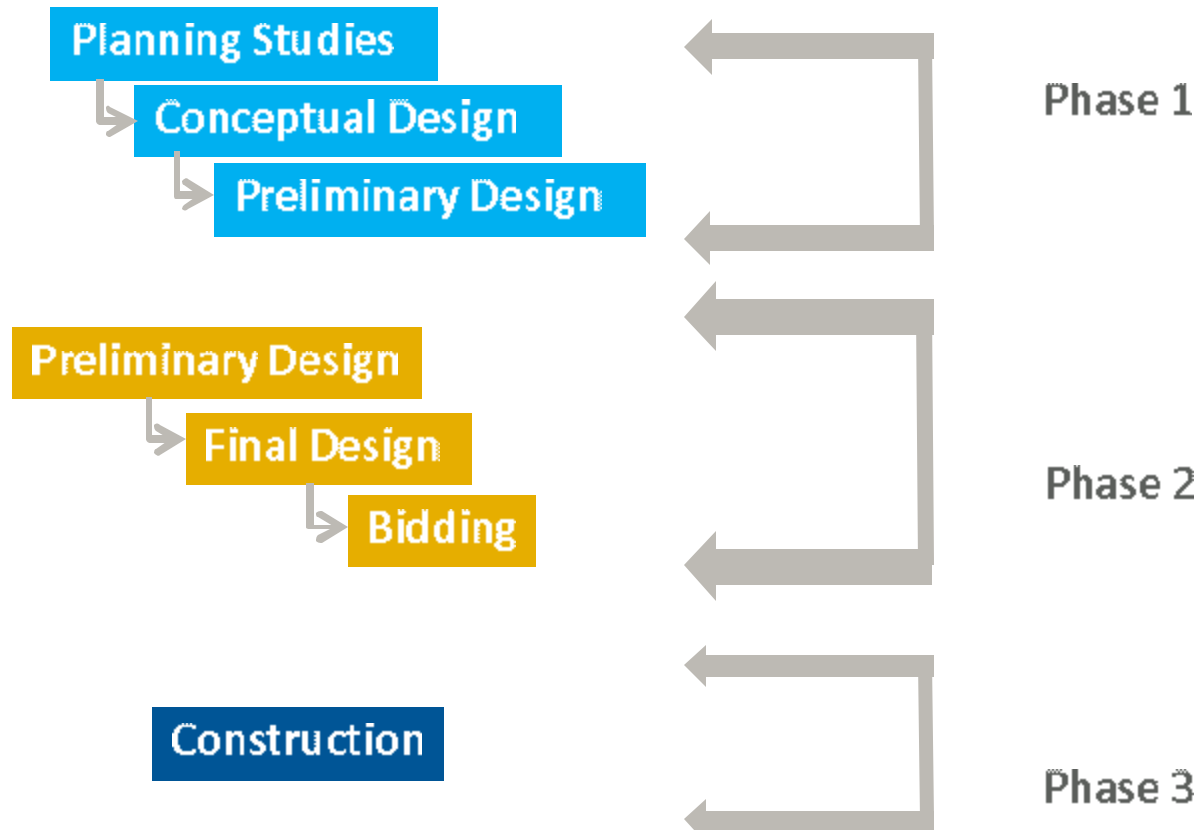 Planning Studies
Conceptual Design
Preliminary Design
Phase 1
Preliminary Design
Final Design
Bidding
Phase 2
Construction
Phase 3